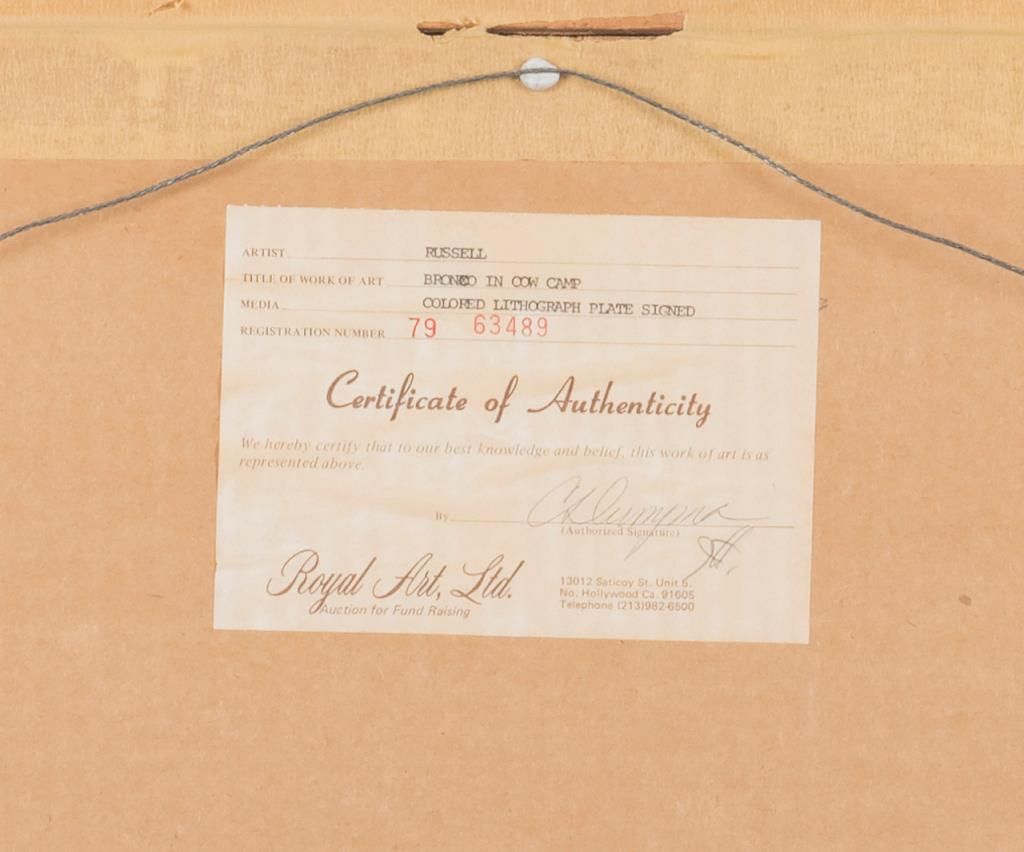 ARTIST RUSSELL
TITLE OF WORK OF ART BRONCO IN COW CAMP
MEDIA COLORED LITHOGRAPH PLATE SIGNED
REGISTRATION NUMBER 79 63489
Certificate of Authenticity
We hereby certify that to our best knowledge and belief, this work of art is as
represented above.
By
(Authorized Signature)
Royal Art, Ltd.
Auction for Fund Raising
13012 Saticoy St. Unit 5.
No. Hollywood Ca. 91605
Telephone (213)982-6500